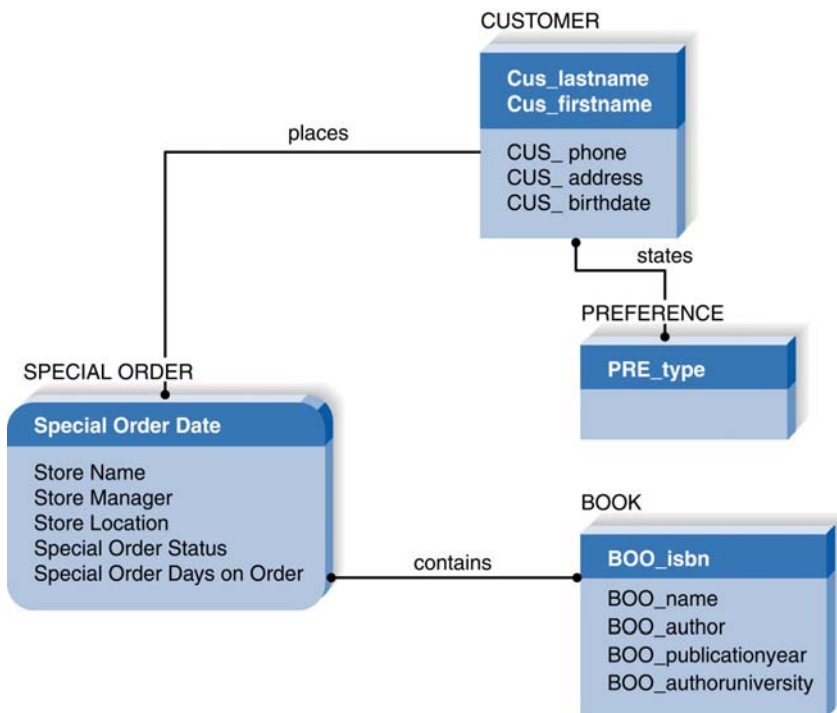 CUSTOMER
Cus_lastname
Cus_firstname
CUS_ phone
CUS_ address
CUS_ birthdate
places
states
PREFERENCE
PRE_type
SPECIAL ORDER
Special Order Date
Store Name
Store Manager
Store Location
Special Order Status
Special Order Days on Order
contains
BOOK
BOO_isbn
BOO_name
BOO_author
BOO_publicationyear
BOO_authoruniversity